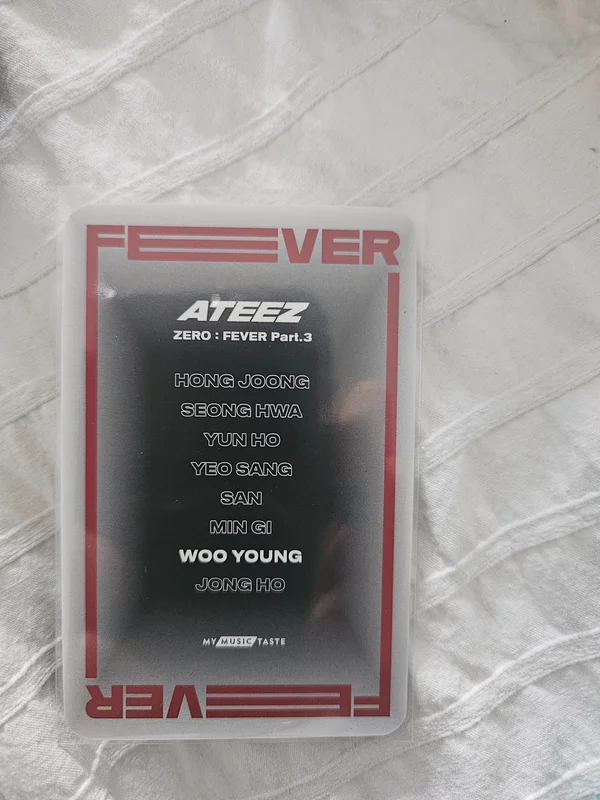 FEVER
ATEEZ
ZERO : FEVER Part.3
HONG JOONG
SEONG HWA
YUN HO
YEO SANG
SAN
MIN GI
WOO YOUNG
JONG HO
MY MUSIC TASTE
FEVER